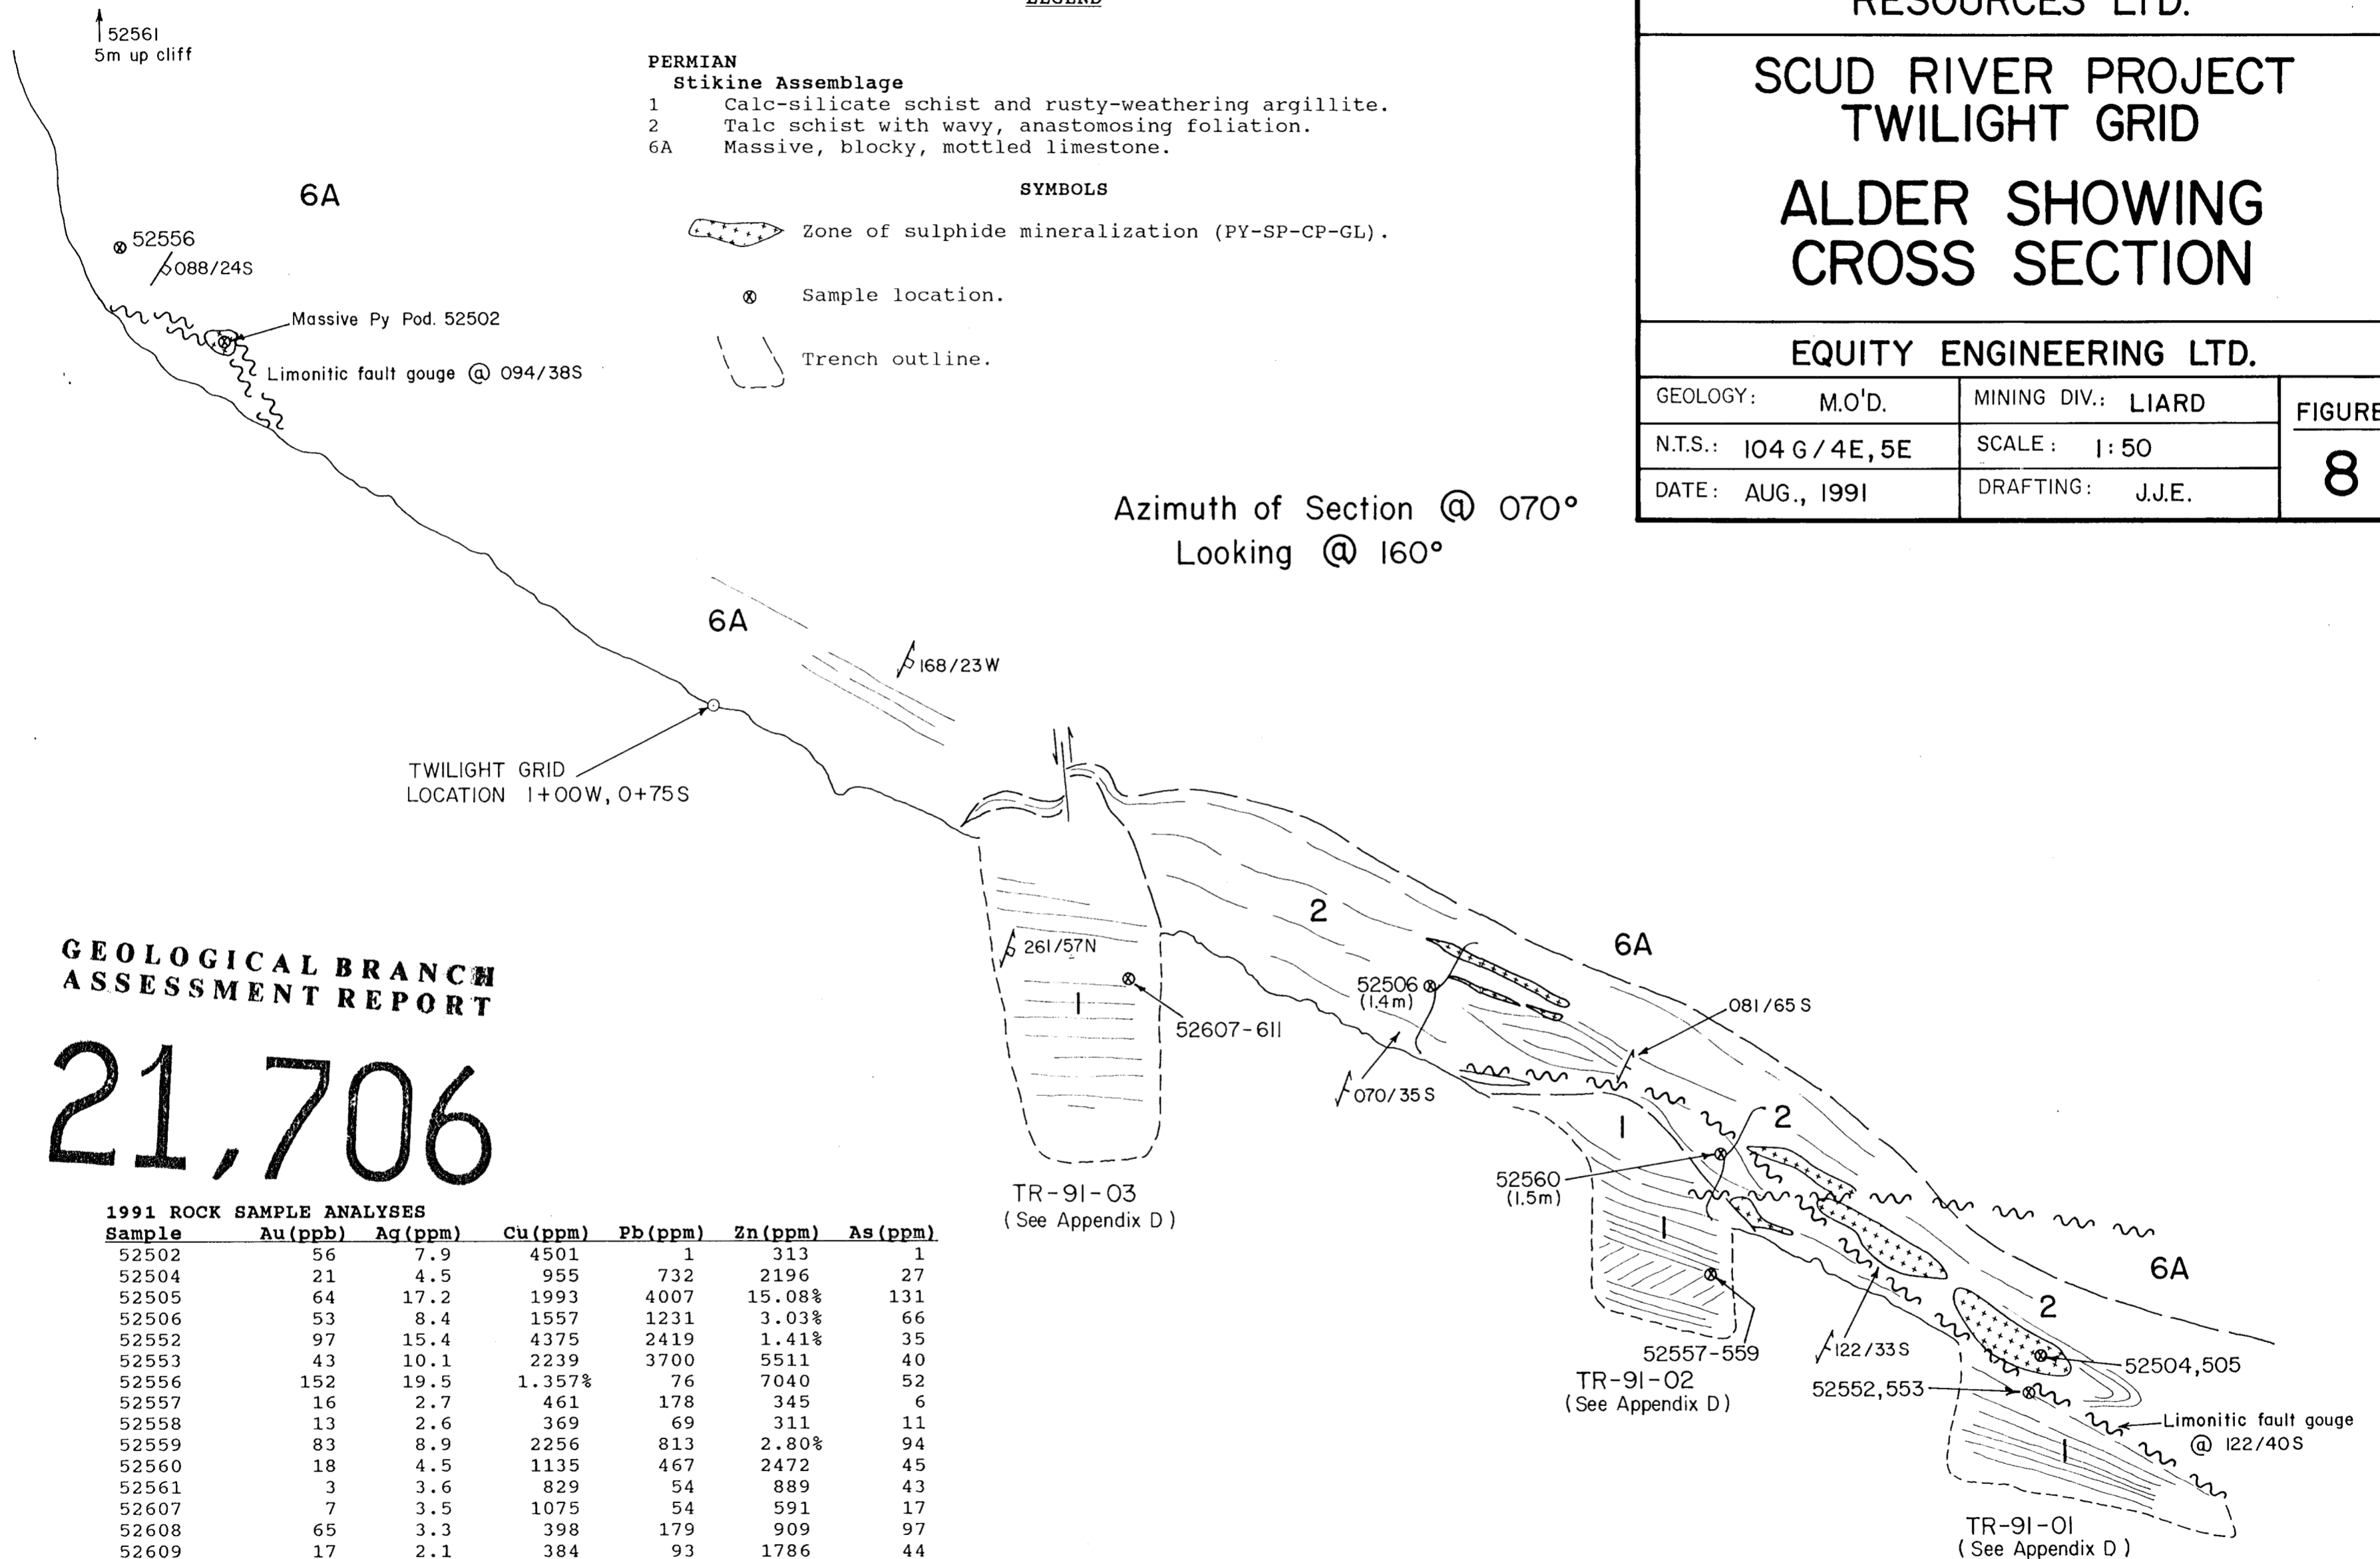 LEGEND
PERMIAN
Stikine Assemblage
1 Calc-silicate schist and rusty-weathering argillite.
2 Talc schist with wavy, anastomosing foliation.
6A Massive, blocky, mottled limestone.
SYMBOLS
Zone of sulphide mineralization (PY-SP-CP-GL).
Sample location.
Trench outline.
RESOURCES LTD.
SCUD RIVER PROJECT
TWILIGHT GRID
ALDER SHOWING
CROSS SECTION
EQUITY ENGINEERING LTD.
GEOLOGY: M.O'D.
MINING DIV.: LIARD
N.T.S.: 104 G / 4E, 5E
SCALE: 1:50
DATE: AUG., 1991
DRAFTING: J.J.E.
FIGURE
8
52561
5m up cliff
6A
52556
088/24S
Massive Py Pod. 52502
Limonitic fault gouge @ 094/38S
Azimuth of Section @ 070°
Looking @ 160°
6A
168/23W
TWILIGHT GRID
LOCATION 1+00W, 0+75S
2
6A
261/57N
1
52607-611
52506
(1.4m)
081/65 S
070/35S
1
2
52560
(1.5m)
1
6A
2
52557-559
122/33S
52504,505
52552,553
Limonitic fault gouge
@ 122/40S
1
TR-91-03
(See Appendix D)
TR-91-02
(See Appendix D)
TR-91-01
(See Appendix D)
GEOLOGICAL BRANCH
ASSESSMENT REPORT
21,706
1991 ROCK SAMPLE ANALYSES
Sample Au(ppb) Ag(ppm) Cu(ppm) Pb(ppm) Zn(ppm) As(ppm)
52502 56 7.9 4501 1 313 1
52504 21 4.5 955 732 2196 27
52505 64 17.2 1993 4007 15.08% 131
52506 53 8.4 1557 1231 3.03% 66
52552 97 15.4 4375 2419 1.41% 35
52553 43 10.1 2239 3700 5511 40
52556 152 19.5 1.357% 76 7040 52
52557 16 2.7 461 178 345 6
52558 13 2.6 369 69 311 11
52559 83 8.9 2256 813 2.80% 94
52560 18 4.5 1135 467 2472 45
52561 3 3.6 829 54 889 43
52607 7 3.5 1075 54 591 17
52608 65 3.3 398 179 909 97
52609 17 2.1 384 93 1786 44